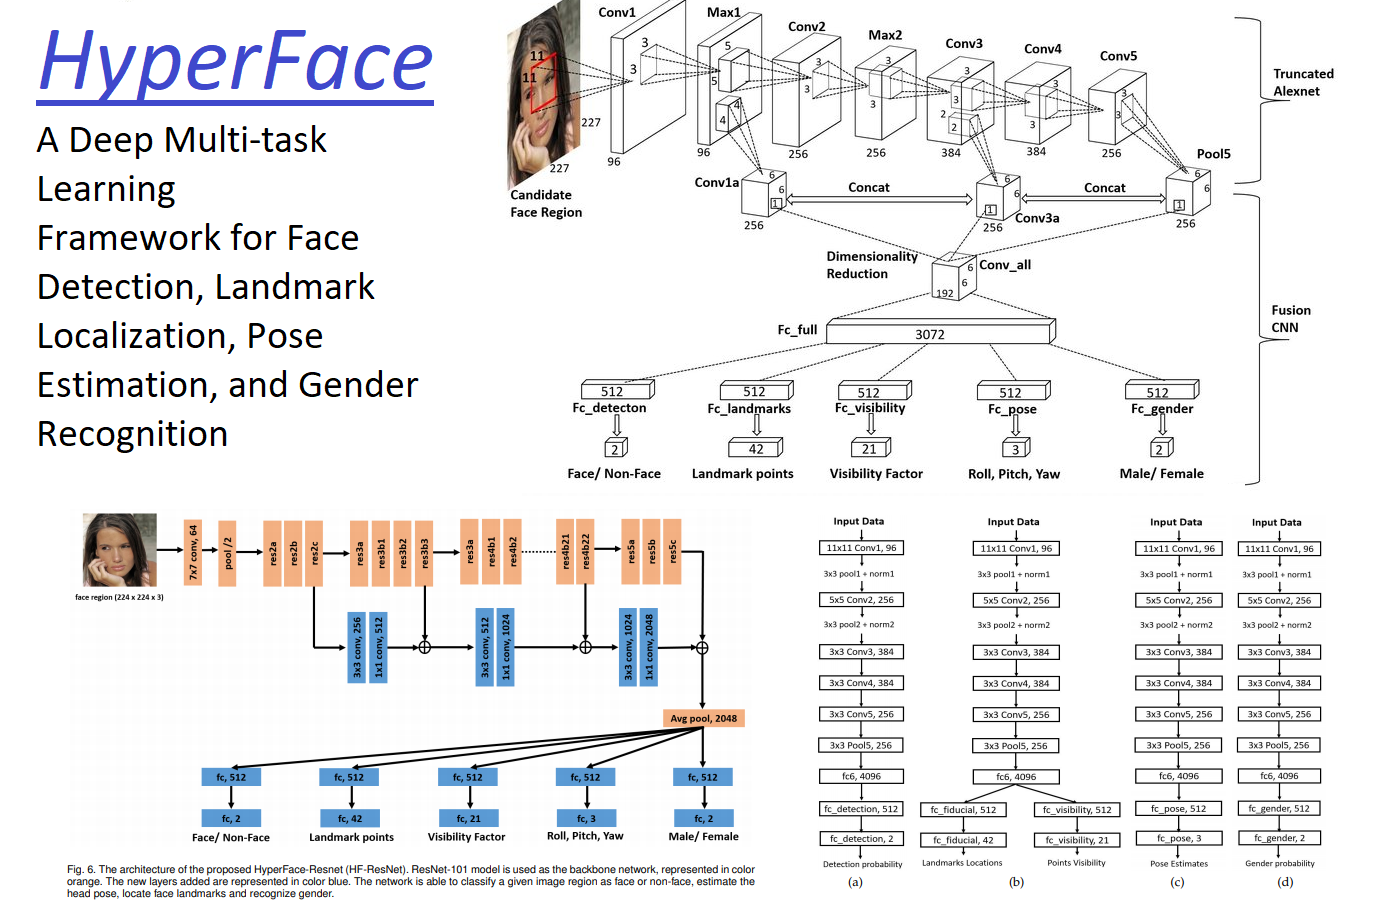 HyperFace
A Deep Multi-task
Learning
Framework for Face
Detection, Landmark
Localization, Pose
Estimation, and Gender
Recognition
Conv1
Max1
Conv2
Max2
Conv3
Conv4
Conv5
11
11
3
3
5
5
4
4
3
3
3
3
3
3
2
2
3
3
3
3
227
227
96
96
256
256
384
384
256
Truncated
Alexnet
Candidate
Face Region
Conv1a
6
6
1
256
Concat
6
6
1
256
Conv3a
Concat
Pool5
6
6
1
256
Dimensionality
Reduction
6
6
192
Conv_all
Fc_full
3072
Fusion
CNN
512
512
512
512
512
Fc_detecton
Fc_landmarks
Fc_visibility
Fc_pose
Fc_gender
2
42
21
3
2
Face/ Non-Face
Landmark points
Visibility Factor
Roll, Pitch, Yaw
Male/ Female
face region (224 x 224 x 3)
7x7 conv, 64
pool /2
res2a
res2b
res2c
res3a
res3b1
res3b2
res3b3
res3a
res4b1
res4b2
res4b21
res4b22
res5a
res5b
res5c
3x3 conv, 256
1x1 conv, 512
3x3 conv, 512
1x1 conv, 1024
3x3 conv, 1024
1x1 conv, 2048
Avg pool, 2048
fc, 512
fc, 512
fc, 512
fc, 512
fc, 512
fc, 2
fc, 42
fc, 21
fc, 3
fc, 2
Face/ Non-Face
Landmark points
Visibility Factor
Roll, Pitch, Yaw
Male/ Female
Fig. 6. The architecture of the proposed HyperFace-Resnet (HF-ResNet). ResNet-101 model is used as the backbone network, represented in color
orange. The new layers added are represented in color blue. The network is able to classify a given image region as face or non-face, estimate the
head pose, locate face landmarks and recognize gender.
Input Data
11x11 Conv1, 96
3x3 pool1 + norm1
5x5 Conv2, 256
3x3 pool2 + norm2
3x3 Conv3, 384
3x3 Conv4, 384
3x3 Conv5, 256
3x3 Pool5, 256
fc6, 4096
fc_detection, 512
fc_detection, 2
Detection probability
(a)
Input Data
11x11 Conv1, 96
3x3 pool1 + norm1
5x5 Conv2, 256
3x3 pool2 + norm2
3x3 Conv3, 384
3x3 Conv4, 384
3x3 Conv5, 256
3x3 Pool5, 256
fc6, 4096
fc_fiducial, 512
fc_visibility, 512
fc_fiducial, 42
fc_visibility, 21
Landmarks Locations
Points Visibility
(b)
Input Data
11x11 Conv1, 96
3x3 pool1 + norm1
5x5 Conv2, 256
3x3 pool2 + norm2
3x3 Conv3, 384
3x3 Conv4, 384
3x3 Conv5, 256
3x3 Pool5, 256
fc6, 4096
fc_pose, 512
fc_pose, 3
Pose Estimates
(c)
Input Data
11x11 Conv1, 96
3x3 pool1 + norm1
5x5 Conv2, 256
3x3 pool2 + norm2
3x3 Conv3, 384
3x3 Conv4, 384
3x3 Conv5, 256
3x3 Pool5, 256
fc6, 4096
fc_gender, 512
fc_gender, 2
Gender probability
(d)